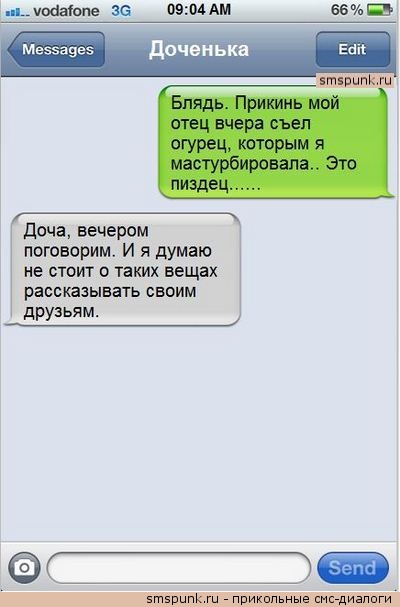 vodafone 3G 09:04 AM 66%
Messages Доченька Edit
smspunk.ru
Блядь. Прикинь мой
отец вчера съел
огурец, которым я
мастурбировала.. Это
пиздец......
Доча, вечером
поговорим. И я думаю
не стоит о таких вещах
рассказывать своим
друзьям.
Send
smspunk.ru - прикольные смс-диалоги